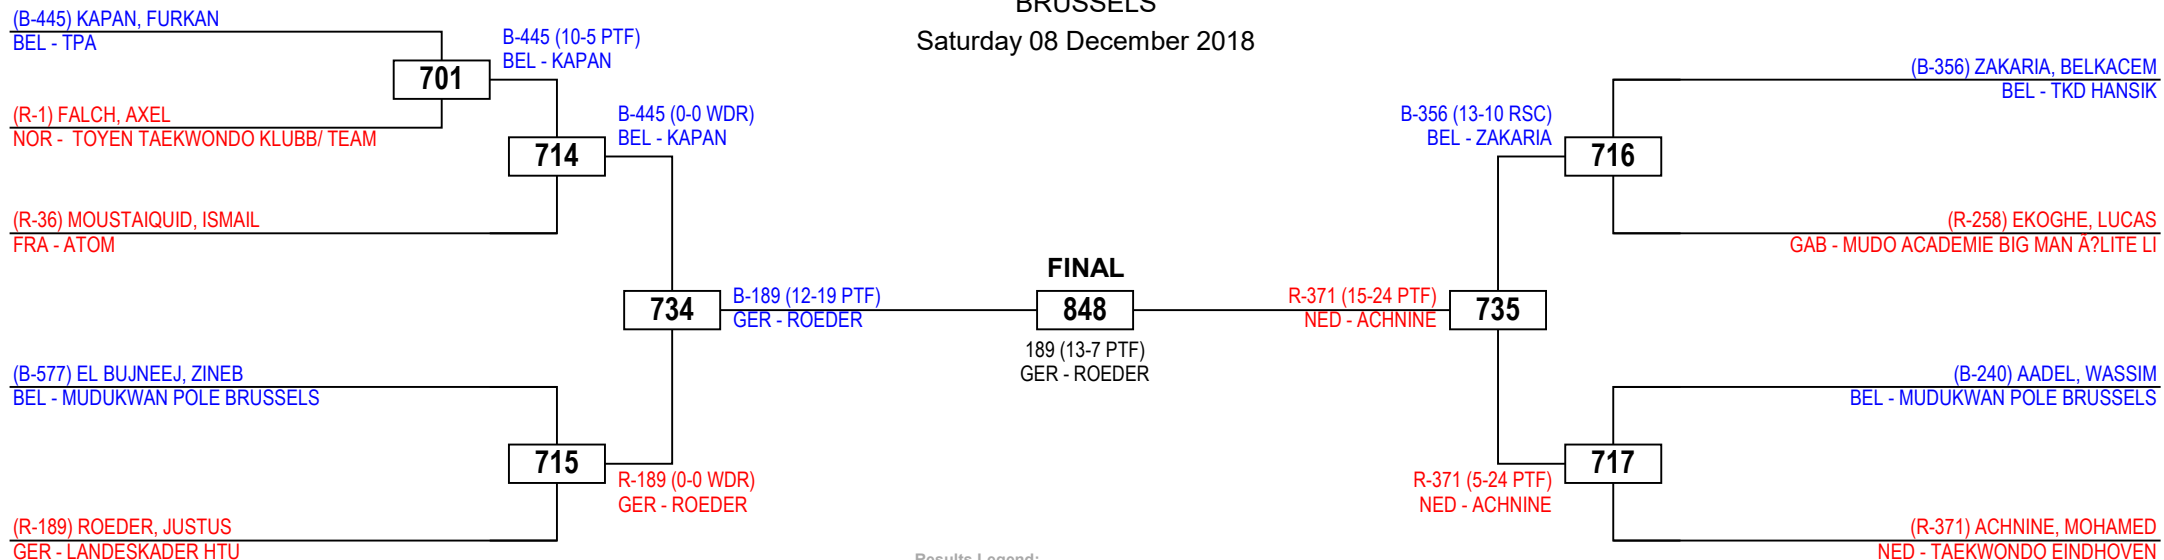 BRUSSELS
Saturday 08 December 2018
(B-445) KAPAN, FURKAN
BEL - TPA
B-445 (10-5 PTF)
BEL - KAPAN
701
(R-1) FALCH, AXEL
NOR - TOYEN TAEKWONDO KLUBB/ TEAM
B-445 (0-0 WDR)
BEL - KAPAN
714
(R-36) MOUSTAIQUID, ISMAIL
FRA - ATOM
734
B-189 (12-19 PTF)
GER - ROEDER
(B-577) EL BUJNEEJ, ZINEB
BEL - MUDUKWAN POLE BRUSSELS
715
R-189 (0-0 WDR)
GER - ROEDER
(R-189) ROEDER, JUSTUS
GER - LANDESKADER HTU
FINAL
848
189 (13-7 PTF)
GER - ROEDER
(B-356) ZAKARIA, BELKACEM
BEL - TKD HANSIK
B-356 (13-10 RSC)
BEL - ZAKARIA
716
(R-258) EKOGHE, LUCAS
GAB - MUDO ACADEMIE BIG MAN Â?LITE LI
R-371 (15-24 PTF)
NED - ACHNINE
735
(B-240) AADEL, WASSIM
BEL - MUDUKWAN POLE BRUSSELS
717
R-371 (5-24 PTF)
NED - ACHNINE
(R-371) ACHNINE, MOHAMED
NED - TAEKWONDO EINDHOVEN
Results Legend: